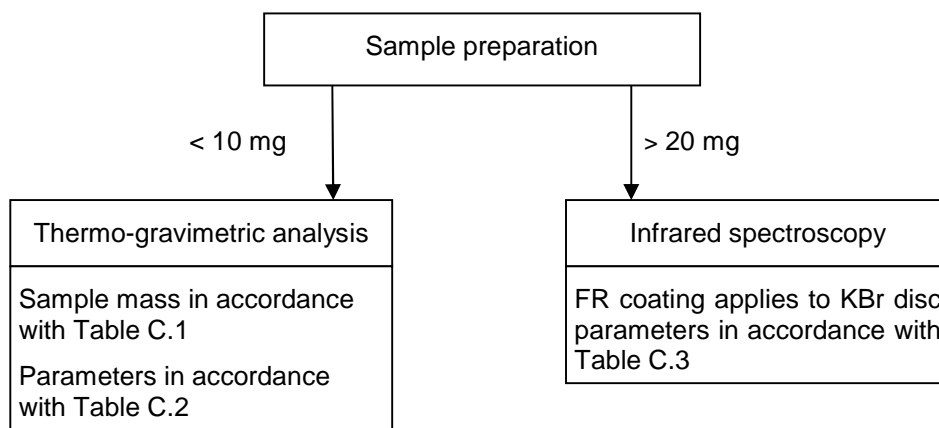 Sample preparation
< 10 mg
> 20 mg
Thermo-gravimetric analysis
Infrared spectroscopy
Sample mass in accordance
with Table C.1
Parameters in accordance
with Table C.2
FR coating applies to KBr disc
parameters in accordance with
Table C.3